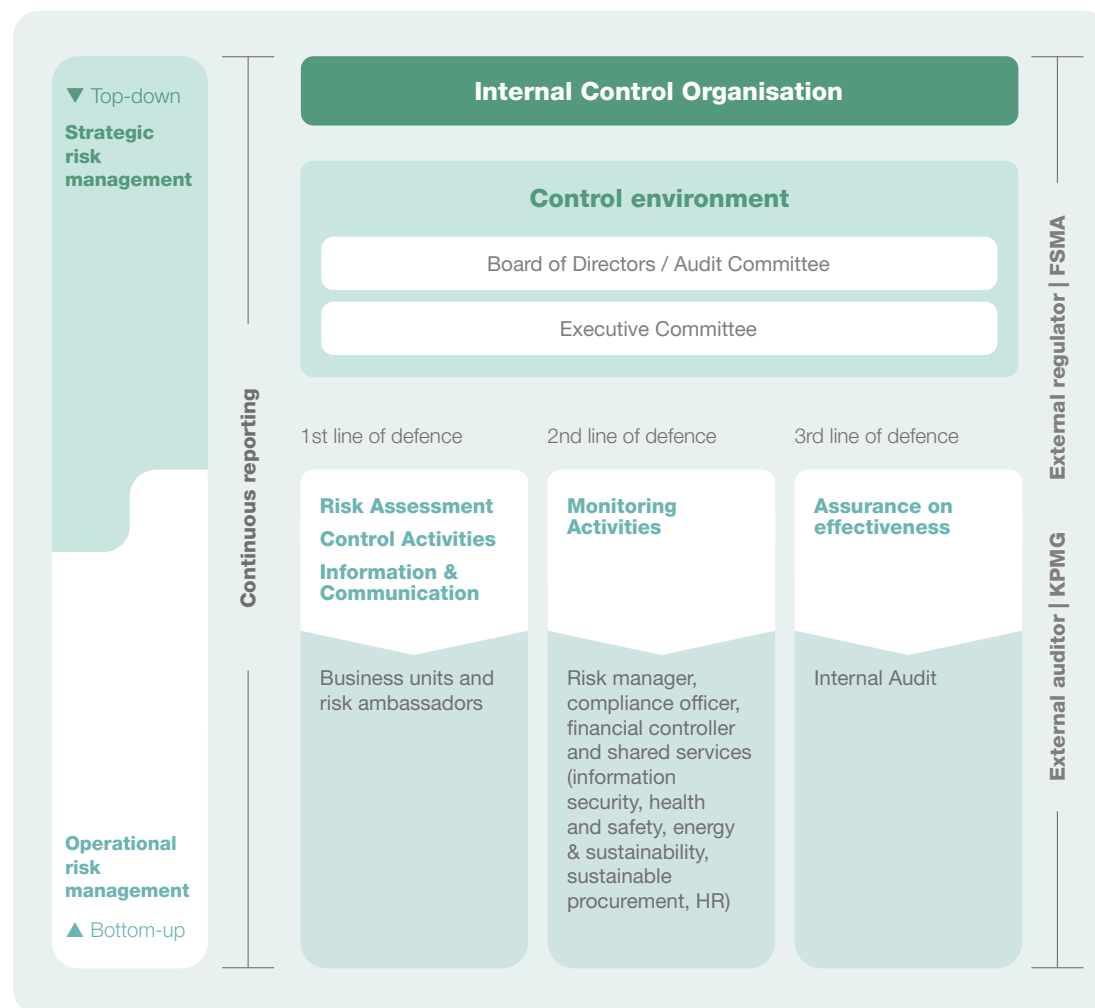 ▼ Top-down
Strategic
risk
management
Operational
risk
management
▲ Bottom-up
Continuous reporting
Internal Control Organisation
Control environment
Board of Directors / Audit Committee
Executive Committee
1st line of defence
Risk Assessment
Control Activities
Information &
Communication
Business units and
risk ambassadors
2nd line of defence
Monitoring
Activities
Risk manager,
compliance officer,
financial controller
and shared services
(information
security, health
and safety, energy
& sustainability,
sustainable
procurement, HR)
3rd line of defence
Assurance on
effectiveness
Internal Audit
External auditor | KPMG
External regulator | FSMA